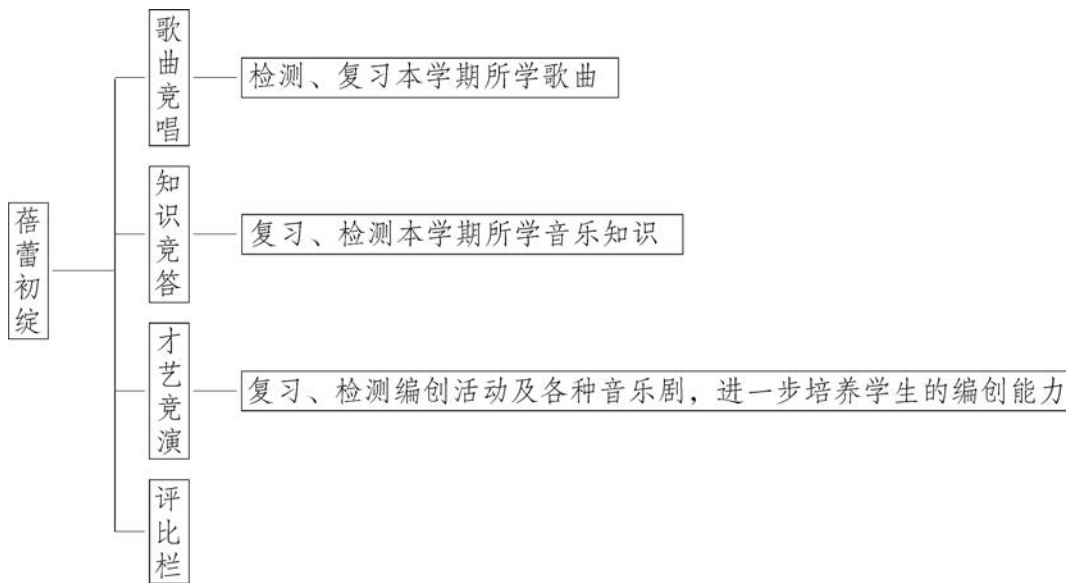 蓓蕾初绽
歌曲竞唱
检测、复习本学期所学歌曲
知识竞答
复习、检测本学期所学音乐知识
才艺竞演
复习、检测编创活动及各种音乐剧，进一步培养学生的编创能力
评比栏